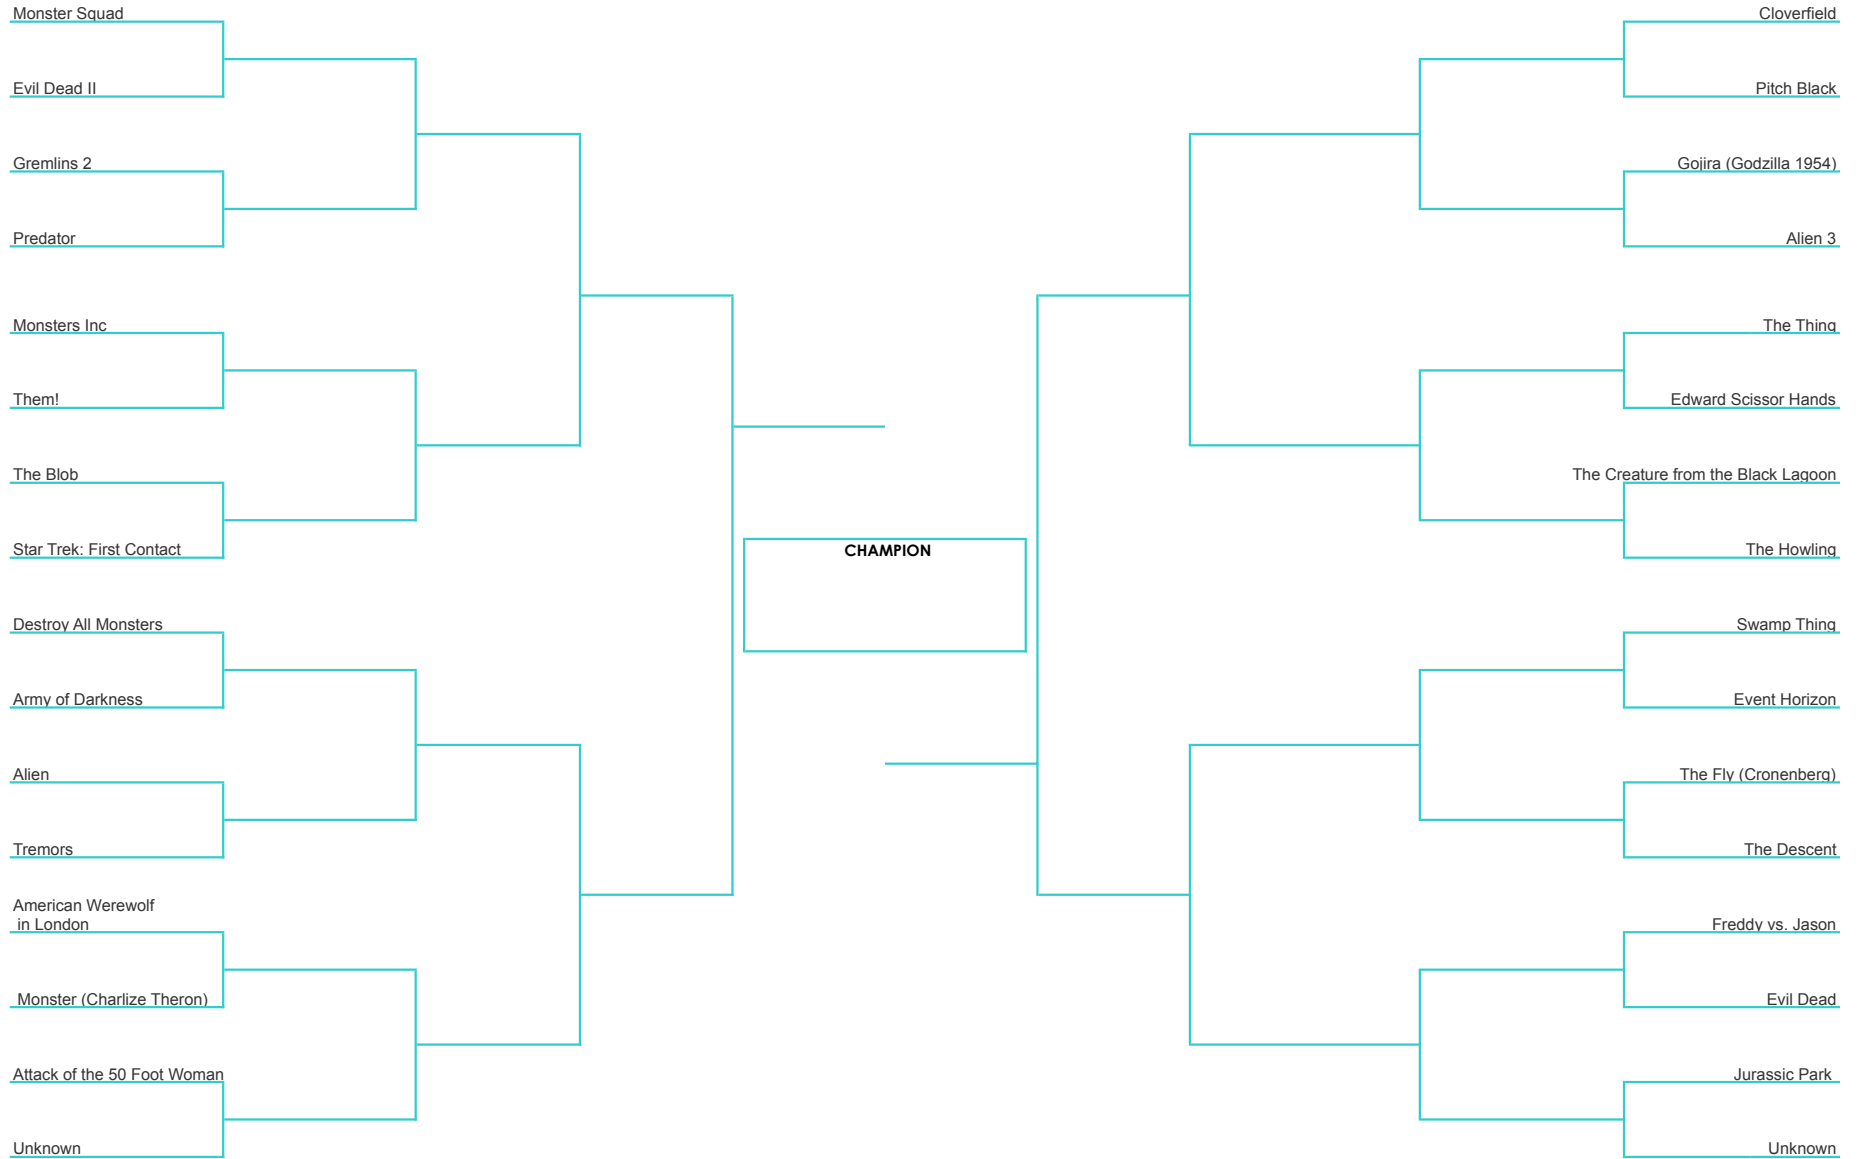 Monster Squad
Evil Dead II
Gremlins 2
Predator
Monsters Inc
Them!
The Blob
Star Trek: First Contact
Destroy All Monsters
Army of Darkness
Alien
Tremors
American Werewolf
in London
Monster (Charlize Theron)
Attack of the 50 Foot Woman
Unknown
CHAMPION
Cloverfield
Pitch Black
Gojira (Godzilla 1954)
Alien 3
The Thing
Edward Scissor Hands
The Creature from the Black Lagoon
The Howling
Swamp Thing
Event Horizon
The Fly (Cronenberg)
The Descent
Freddy vs. Jason
Evil Dead
Jurassic Park
Unknown